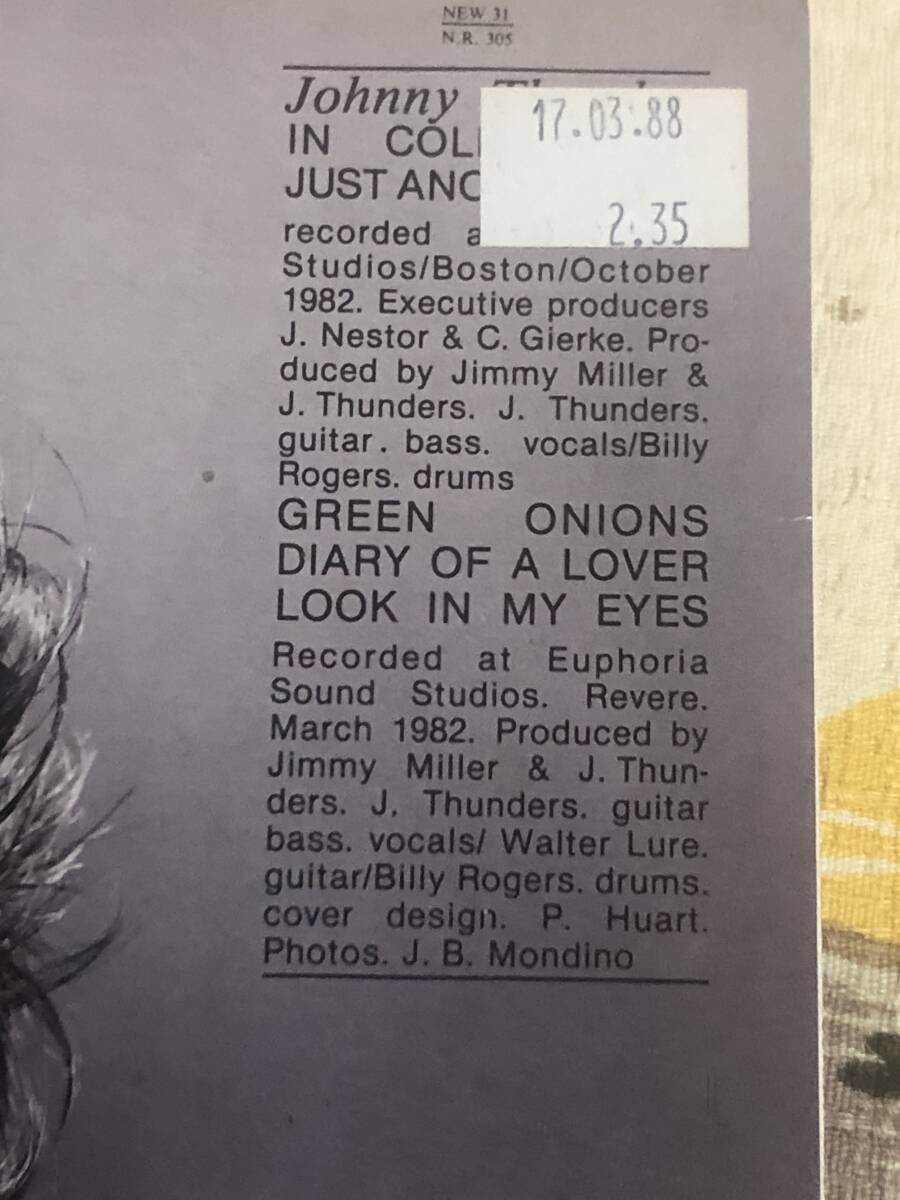 NEW 31
N.R. 305
Johnny
17.03.88
IN COL
JUST ANO
2.35
recorded a
Studios/Boston/October
1982. Executive producers
J. Nestor & C. Gierke. Pro-
duced by Jimmy Miller &
J. Thunders. J. Thunders.
guitar. bass. vocals/Billy
Rogers. drums
GREEN ONIONS
DIARY OF A LOVER
LOOK IN MY EYES
Recorded at Euphoria
Sound Studios. Revere.
March 1982. Produced by
Jimmy Miller & J. Thun-
ders. J. Thunders. guitar
bass. vocals/ Walter Lure.
guitar/Billy Rogers. drums.
cover design. P. Huart.
Photos. J. B. Mondino